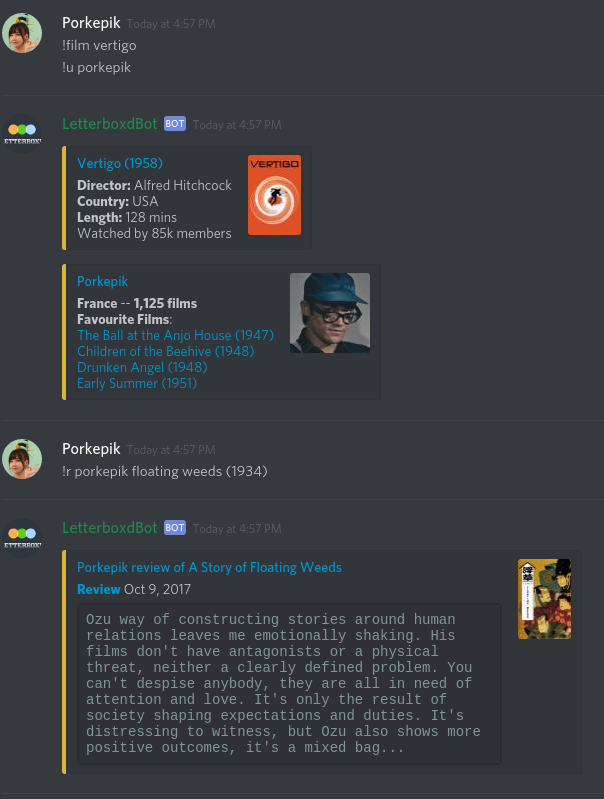 Porkepik Today at 4:57 PM
!film vertigo
!u porkepik
LetterboxdBot BOT Today at 4:57 PM
ETTERBOX
Vertigo (1958)
Director: Alfred Hitchcock
Country: USA
Length: 128 mins
Watched by 85k members
VERTIGO
Porkepik
France -- 1,125 films
Favourite Films:
The Ball at the Anjo House (1947)
Children of the Beehive (1948)
Drunken Angel (1948)
Early Summer (1951)
Porkepik Today at 4:57 PM
!r porkepik floating weeds (1934)
LetterboxdBot BOT Today at 4:57 PM
ETTERBOX
Porkepik review of A Story of Floating Weeds
Review Oct 9, 2017
Ozu way of constructing stories around human
relations leaves me emotionally shaking. His
films don't have antagonists or a physical
threat, neither a clearly defined problem. You
can't despise anybody, they are all in need of
attention and love. It's only the result of
society shaping expectations and duties. It's
distressing to witness, but Ozu also shows more
positive outcomes, it's a mixed bag...